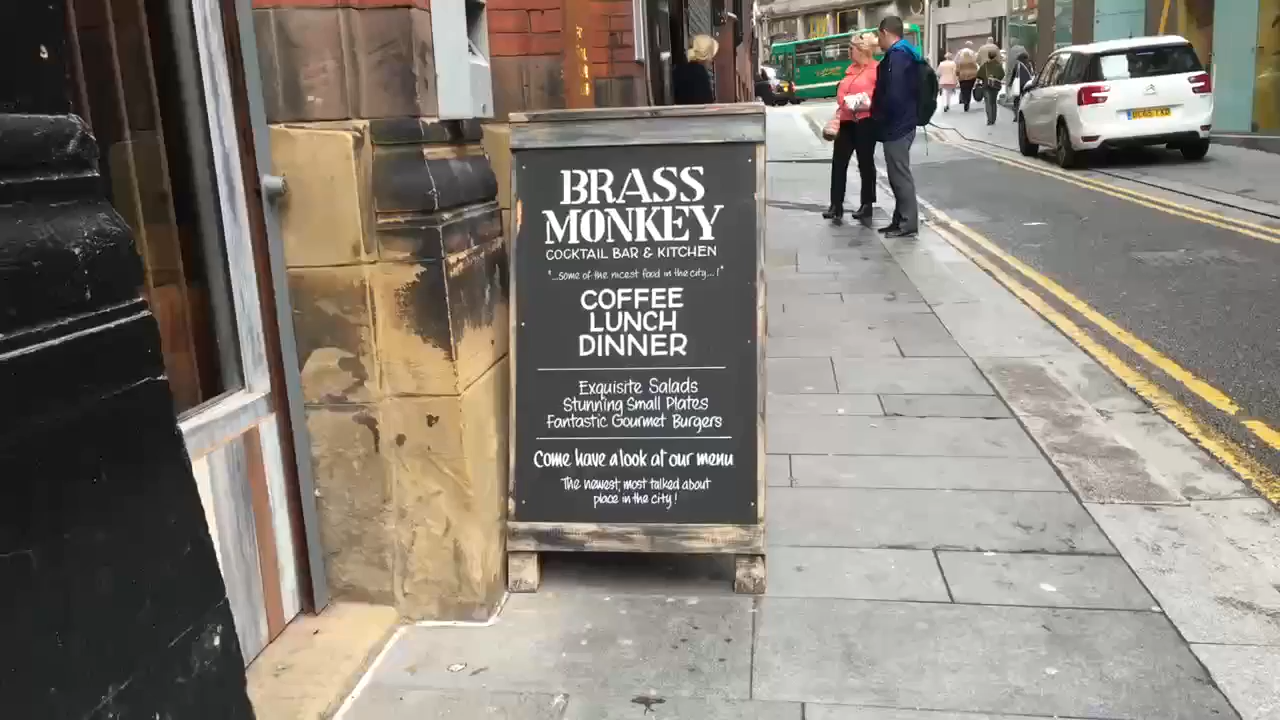 BRASS
MONKEY
COCKTAIL BAR & KITCHEN
"...some of the nicest food in the city...!"
COFFEE
LUNCH
DINNER
Exquisite Salads
Stunning Small Plates
Fantastic Gourmet Burgers
Come have a look at our menu
The newest, most talked about
place in the city!